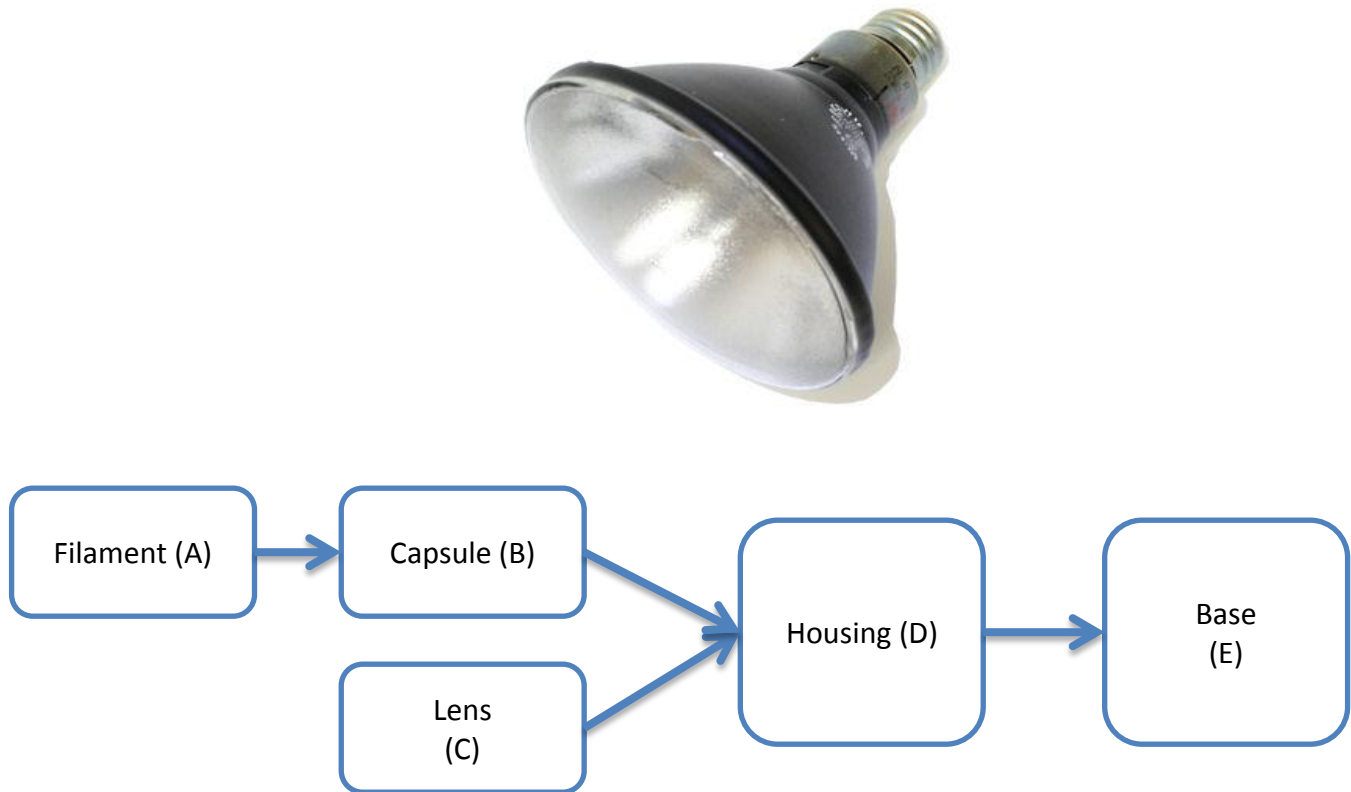 Filament (A)
Capsule (B)
Lens
(C)
Housing (D)
Base
(E)